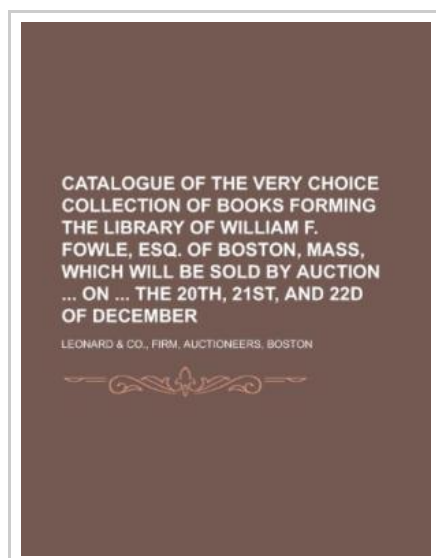 CATALOGUE OF THE VERY CHOICE
COLLECTION OF BOOKS FORMING
THE LIBRARY OF WILLIAM F.
FOWLE, ESQ. OF BOSTON, MASS,
WHICH WILL BE SOLD BY AUCTION
... ON ... THE 20TH, 21ST, AND 22D
OF DECEMBER
LEONARD & CO., FIRM, AUCTIONEERS, BOSTON